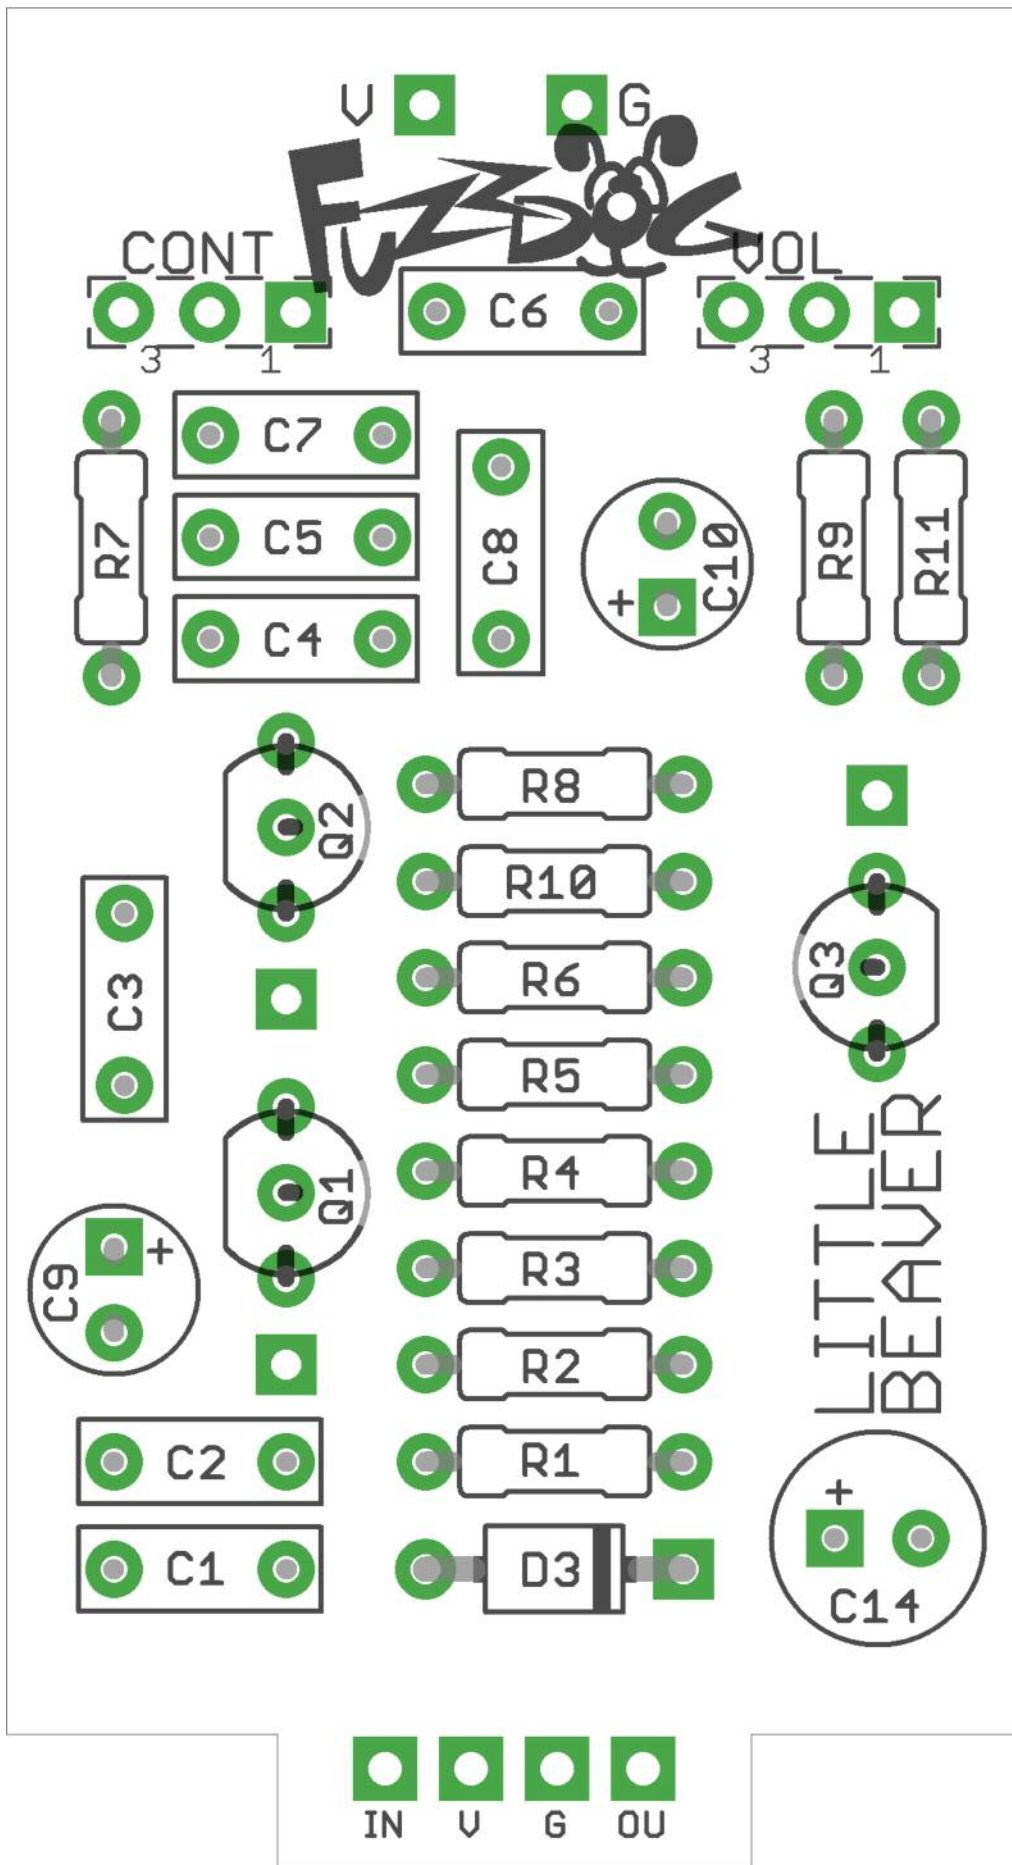 V G
FUZZDOG
CONT VOL
C6
3 1 3 1
C7
C5
C4
R7
C8
+ C10
R9
R11
Q2
R8
R10
R6
R5
R4
R3
R2
R1
Q3
C3
Q1
C9 +
LITTLE
BEAVER
C2
C1
D3
+
C14
IN V G OU